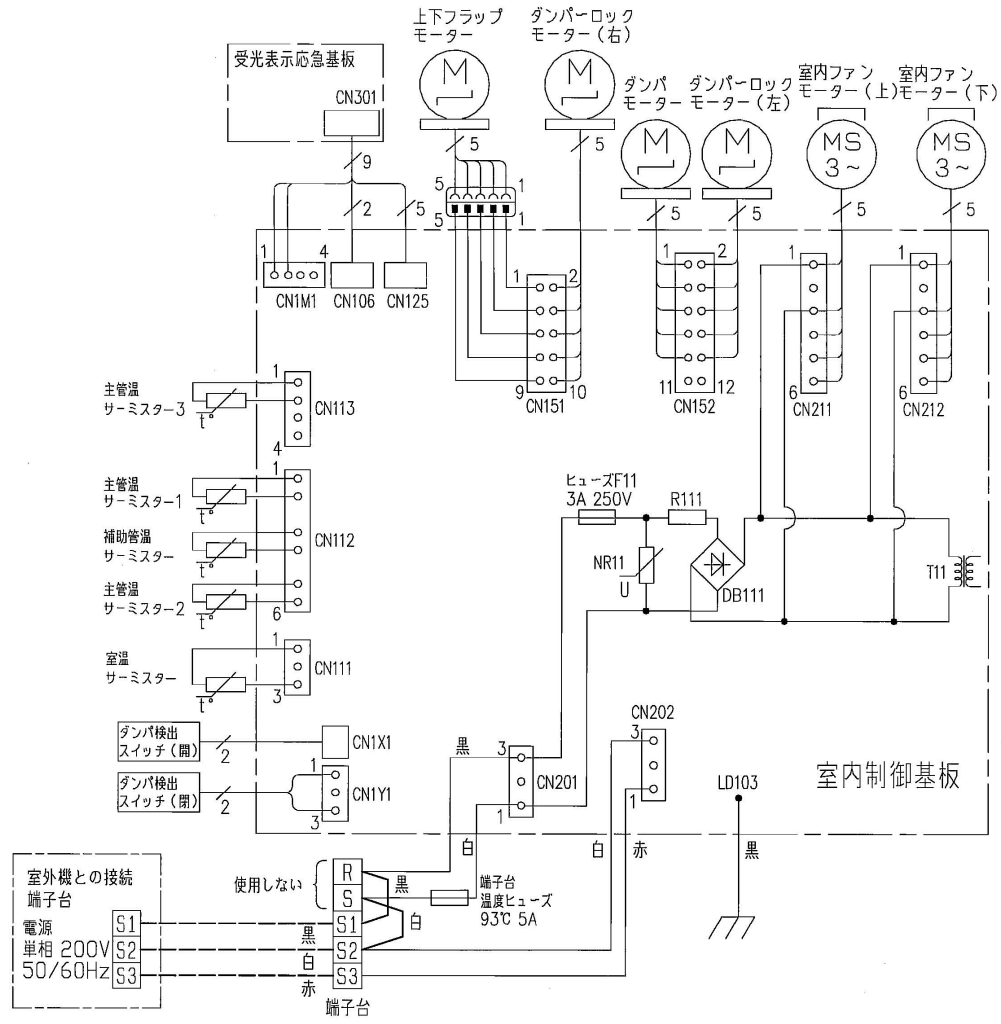 上下フラップ
モーター
ダンパーロック
モーター(右)
受光表示応急基板
CN301
M
M
ダンパ
モーター
ダンパーロック
モーター(左)
室内ファン
モーター(上)
室内ファン
モーター(下)
M
M
MS
3~
MS
3~
9
5
5
2
5
5
5
5
5
5
1
5
1
1
4
CN1M1
CN106
CN125
1
2
9
10
CN151
1
2
11
12
CN152
1
6
CN211
1
6
CN212
主管温
サーミスター3
t°
1
4
CN113
主管温
サーミスター1
t°
補助管温
サーミスター
t°
主管温
サーミスター2
t°
1
6
CN112
室温
サーミスター
t°
1
3
CN111
ヒューズF11
3A 250V
R111
NR11
U
DB111
T11
ダンパ検出
スイッチ(開)
2
CN1X1
ダンパ検出
スイッチ(閉)
2
1
3
CN1Y1
黒
3
1
CN201
CN202
3
1
LD103
室内制御基板
白
白
赤
黒
室外機との接続
端子台
電源
単相 200V
50/60Hz
S1
S2
S3
使用しない
R
S
S1
S2
S3
黒
白
端子台
温度ヒューズ
93℃ 5A
黒
白
赤
端子台